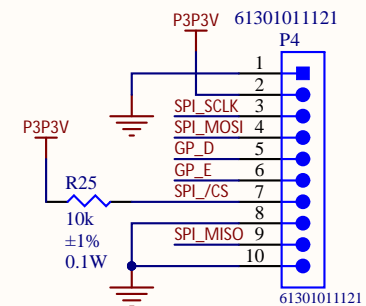 P3P3V
61301011121
P4
1
2
SPI_SCLK
3
SPI_MOSI
4
P3P3V
GP_D
5
GP_E
6
R25
SPI_/CS
7
10k
8
±1%
SPI_MISO
9
0.1W
10
61301011121